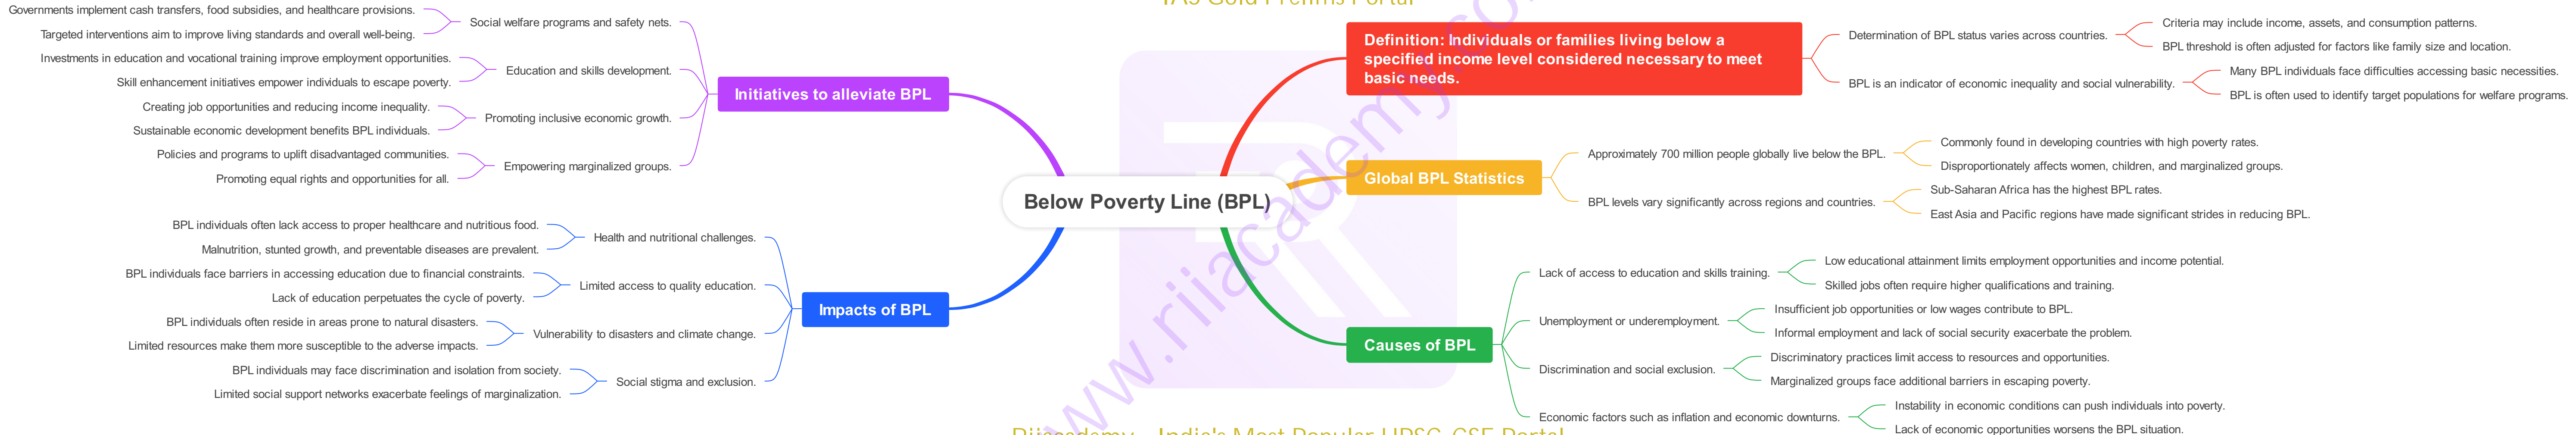 Below Poverty Line (BPL)
Definition: Individuals or families living below a
specified income level considered necessary to meet
basic needs.
Determination of BPL status varies across countries.
Criteria may include income, assets, and consumption patterns.
BPL threshold is often adjusted for factors like family size and location.
BPL is an indicator of economic inequality and social vulnerability.
Many BPL individuals face difficulties accessing basic necessities.
BPL is often used to identify target populations for welfare programs.
Global BPL Statistics
Approximately 700 million people globally live below the BPL.
Commonly found in developing countries with high poverty rates.
Disproportionately affects women, children, and marginalized groups.
BPL levels vary significantly across regions and countries.
Sub-Saharan Africa has the highest BPL rates.
East Asia and Pacific regions have made significant strides in reducing BPL.
Causes of BPL
Lack of access to education and skills training.
Low educational attainment limits employment opportunities and income potential.
Skilled jobs often require higher qualifications and training.
Unemployment or underemployment.
Insufficient job opportunities or low wages contribute to BPL.
Informal employment and lack of social security exacerbate the problem.
Discrimination and social exclusion.
Discriminatory practices limit access to resources and opportunities.
Marginalized groups face additional barriers in escaping poverty.
Economic factors such as inflation and economic downturns.
Instability in economic conditions can push individuals into poverty.
Lack of economic opportunities worsens the BPL situation.
Initiatives to alleviate BPL
Social welfare programs and safety nets.
Governments implement cash transfers, food subsidies, and healthcare provisions.
Targeted interventions aim to improve living standards and overall well-being.
Education and skills development.
Investments in education and vocational training improve employment opportunities.
Skill enhancement initiatives empower individuals to escape poverty.
Promoting inclusive economic growth.
Creating job opportunities and reducing income inequality.
Sustainable economic development benefits BPL individuals.
Empowering marginalized groups.
Policies and programs to uplift disadvantaged communities.
Promoting equal rights and opportunities for all.
Impacts of BPL
Health and nutritional challenges.
BPL individuals often lack access to proper healthcare and nutritious food.
Malnutrition, stunted growth, and preventable diseases are prevalent.
Limited access to quality education.
BPL individuals face barriers in accessing education due to financial constraints.
Lack of education perpetuates the cycle of poverty.
Vulnerability to disasters and climate change.
BPL individuals often reside in areas prone to natural disasters.
Limited resources make them more susceptible to the adverse impacts.
Social stigma and exclusion.
BPL individuals may face discrimination and isolation from society.
Limited social support networks exacerbate feelings of marginalization.
IAS Gold Prelims Portal
India's Most Popular UPSC-CSE Portal